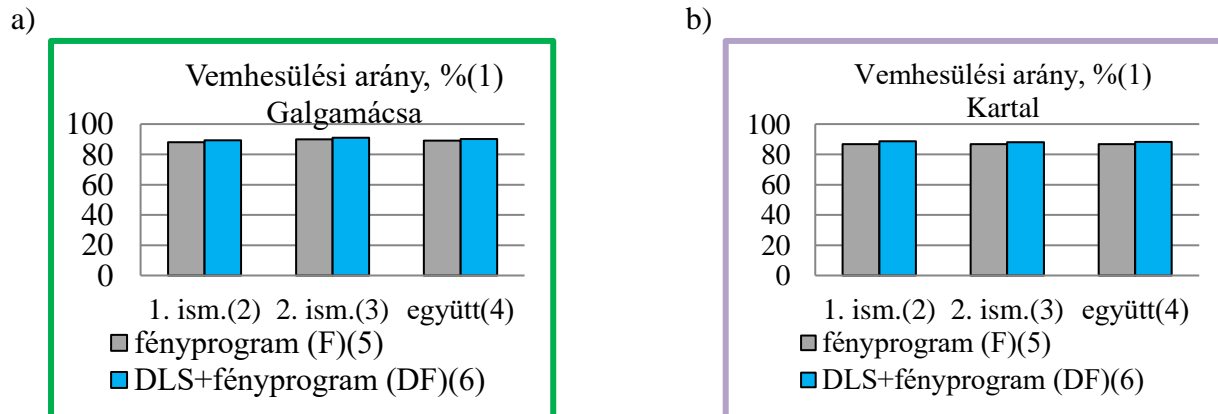 a)
Vemhesülési arány, %(1)
Galgamácsa
100
80
60
40
20
0
1. ism.(2) 2. ism.(3) együtt(4)
fényprogram (F)(5)
DLS+fényprogram (DF)(6)
b)
Vemhesülési arány, %(1)
Kartal
100
80
60
40
20
0
1. ism.(2) 2. ism.(3) együtt(4)
fényprogram (F)(5)
DLS+fényprogram (DF)(6)